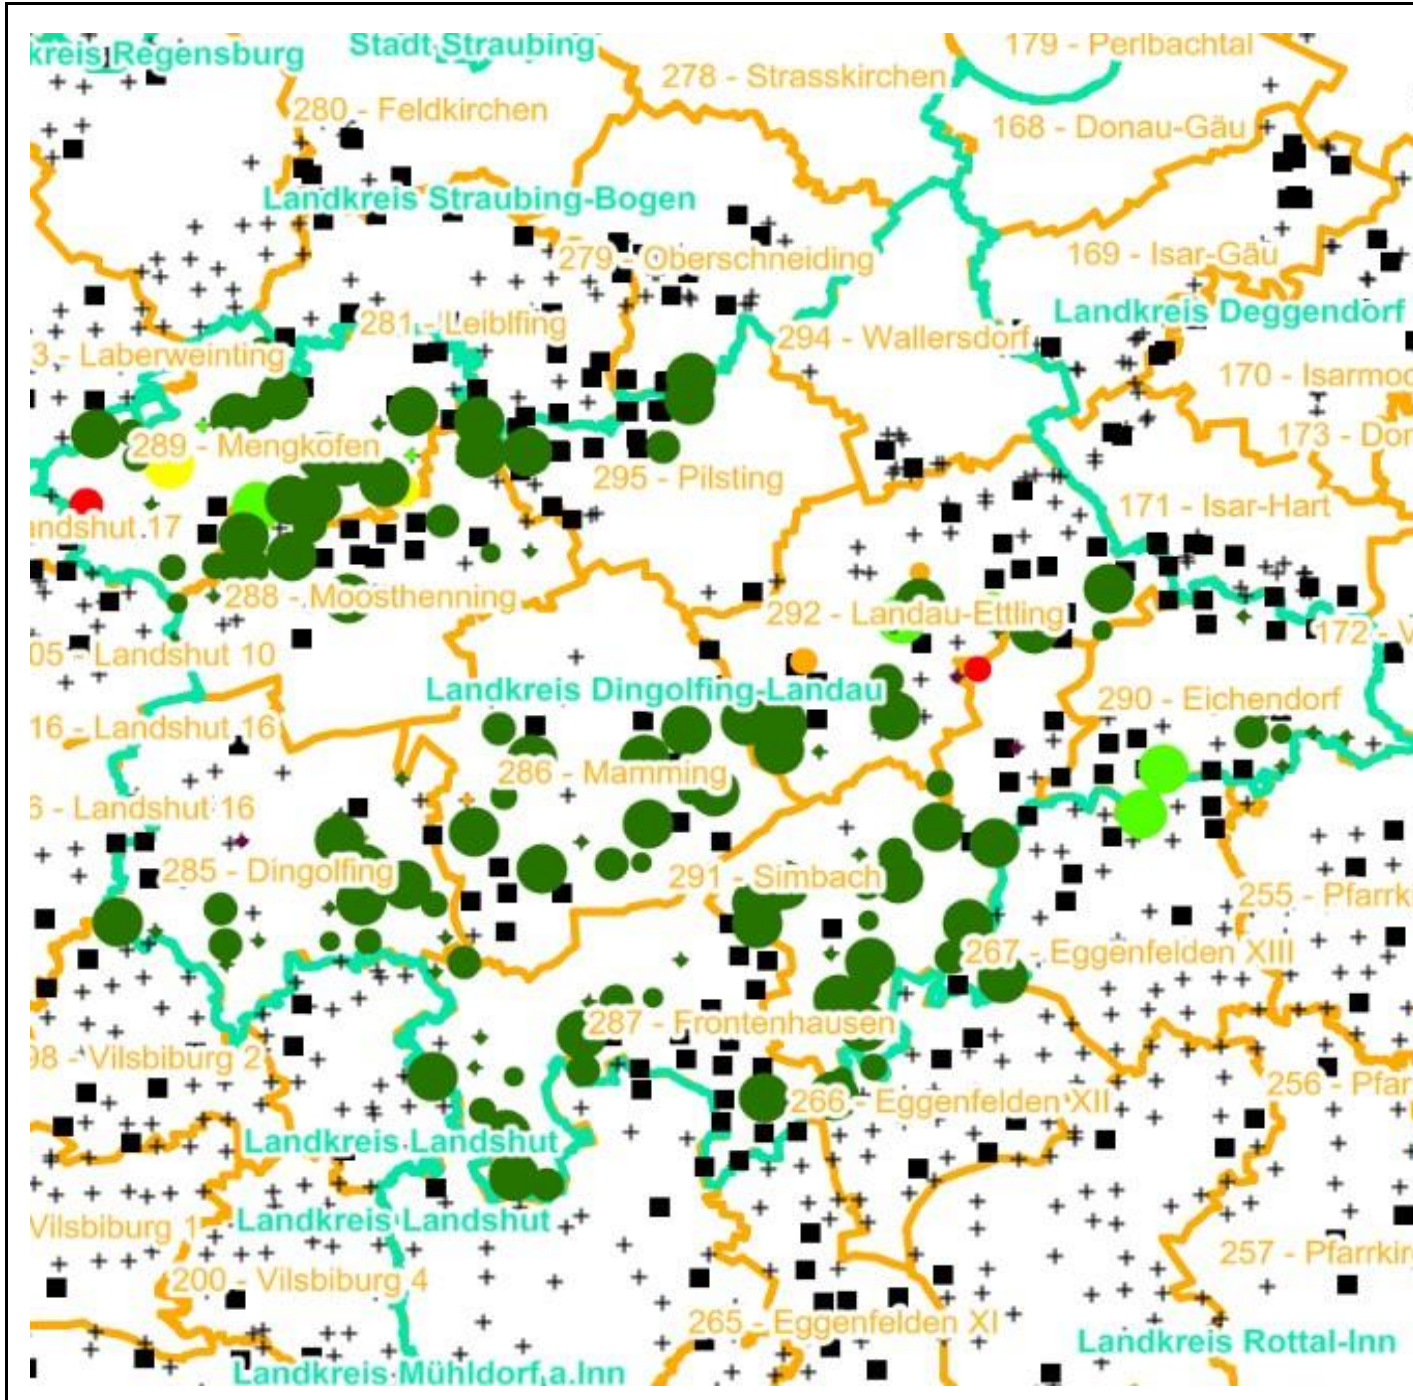 kreis Regensburg
Stadt Straubing
179 - Perlbachtal
278 - Strasskirchen
280 - Feldkirchen
168 - Donau-Gäu
Landkreis Straubing-Bogen
279 - Oberschneiding
169 - Isar-Gäu
Landkreis Deggendorf
281 - Leiblfing
294 - Wallersdorf
3 - Laberweinting
170 - Isarmoo
289 - Mengkofen
173 - Don
295 - Pilsting
171 - Isar-Hart
andshut 17
288 - Moosthenning
292 - Landau-Ettling
172 - V
05 - Landshut 10
Landkreis Dingolfing-Landau
290 - Eichendorf
16 - Landshut 16
286 - Mamming
6 - Landshut 16
285 - Dingolfing
291 - Simbach
255 - Pfarrki
267 - Eggenfelden XIII
287 - Frontenhausen
98 - Vilsbiburg 2
256 - Pfar
266 - Eggenfelden XII
Landkreis Landshut
Vilsbiburg 1
Landkreis Landshut
257 - Pfarrkirc
200 - Vilsbiburg 4
265 - Eggenfelden XI
Landkreis Rottal-Inn
Landkreis Mühldorf a.Inn